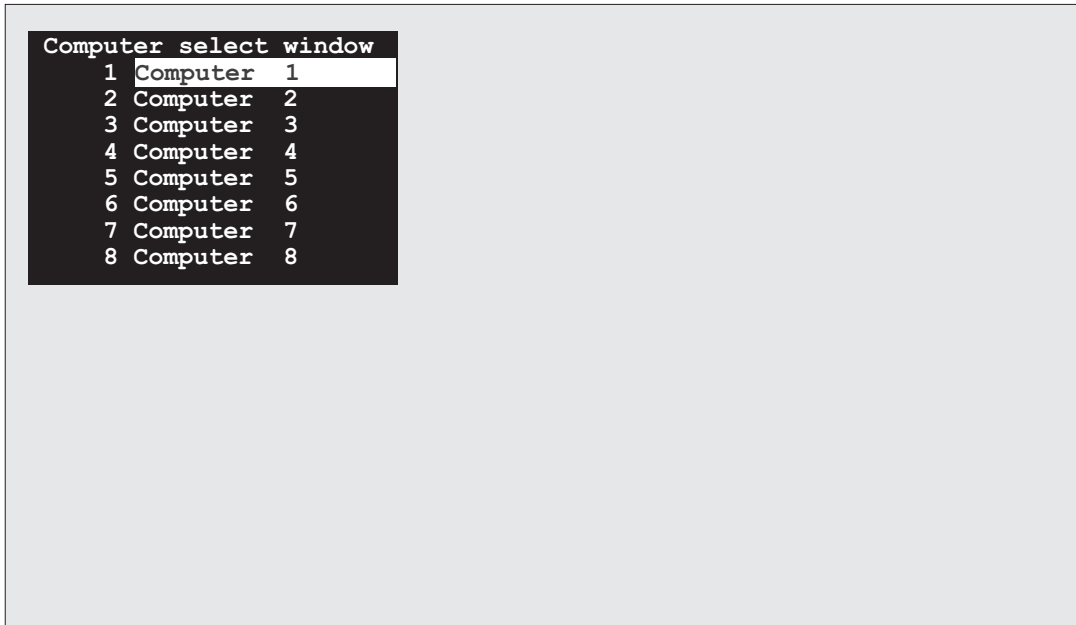 Computer select window
1 Computer  1
2 Computer  2
3 Computer  3
4 Computer  4
5 Computer  5
6 Computer  6
7 Computer  7
8 Computer  8